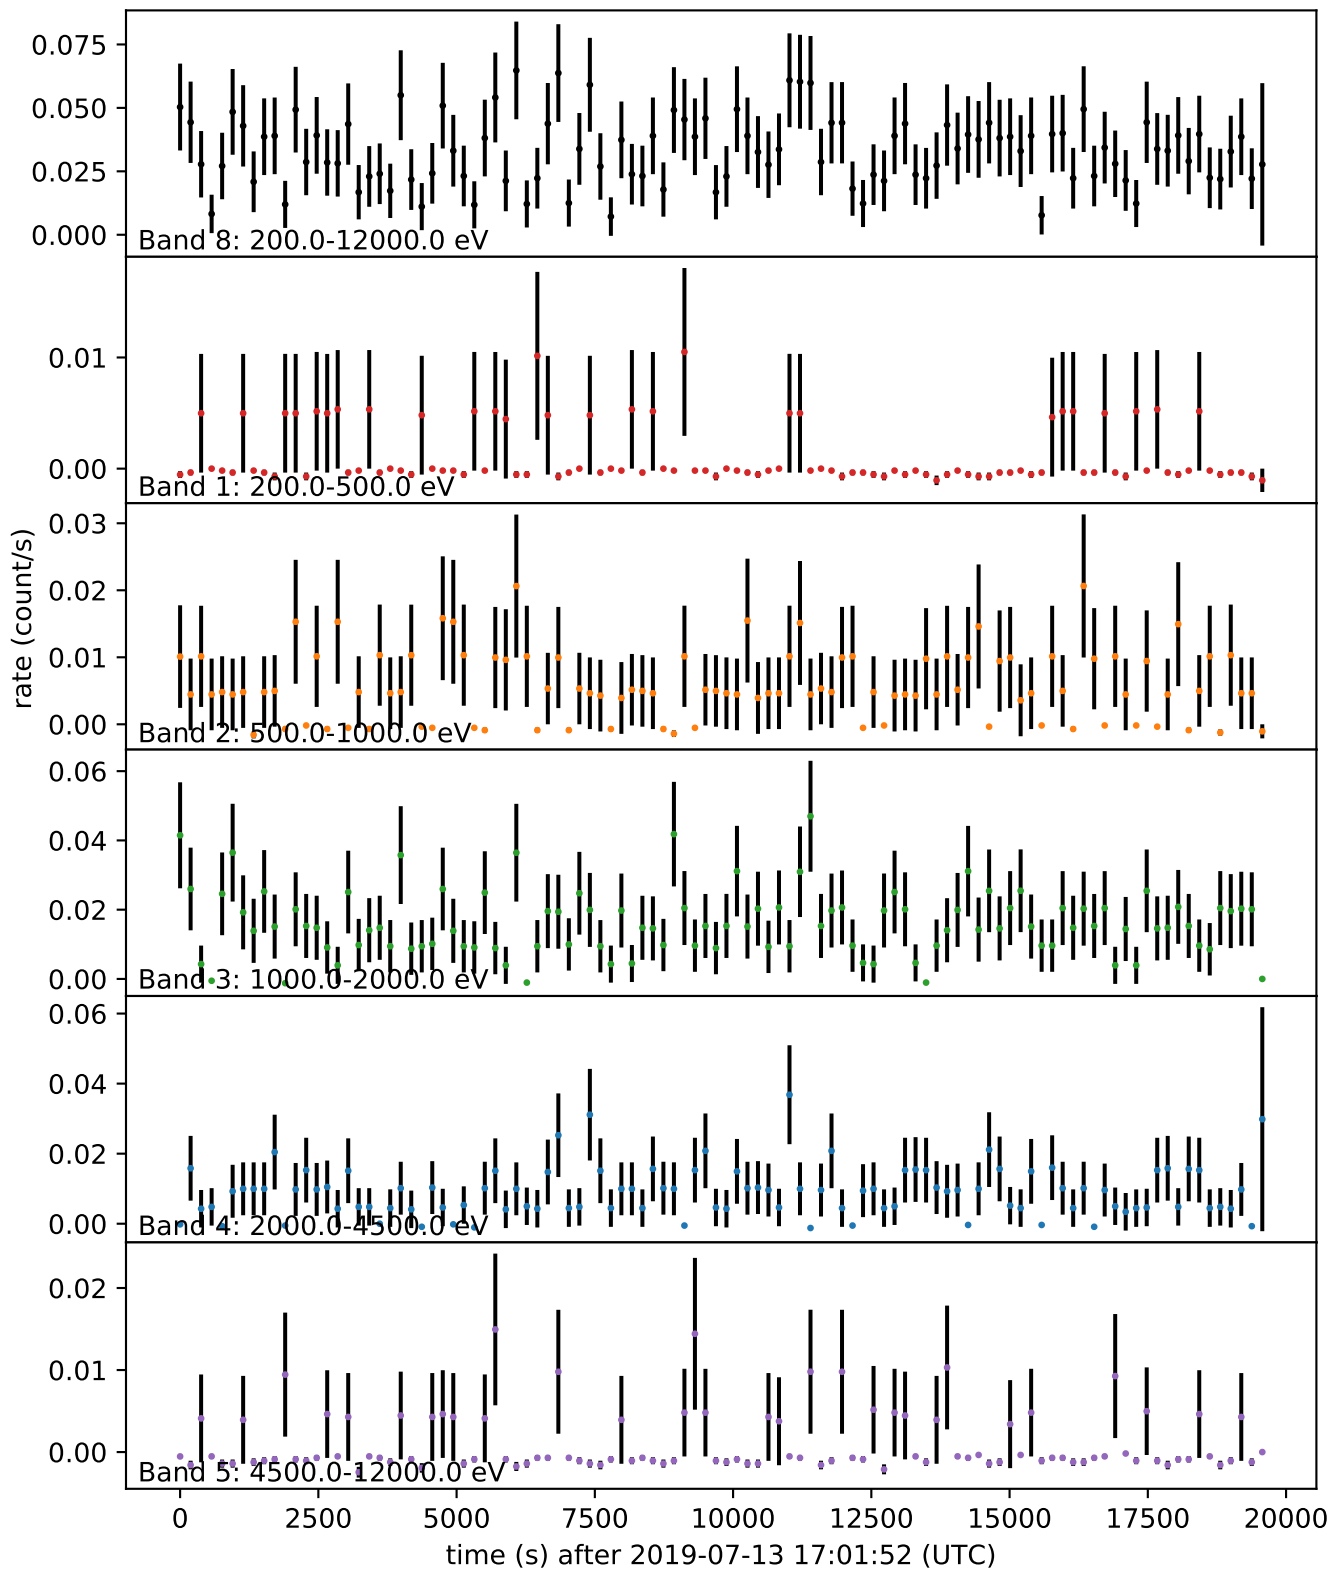 0.075
0.050
0.025
0.000
Band 8: 200.0-12000.0 eV
0.01
0.00
Band 1: 200.0-500.0 eV
rate (count/s)
0.03
0.02
0.01
0.00
Band 2: 500.0-1000.0 eV
0.06
0.04
0.02
0.00
Band 3: 1000.0-2000.0 eV
0.06
0.04
0.02
0.00
Band 4: 2000.0-4500.0 eV
0.02
0.01
0.00
Band 5: 4500.0-12000.0 eV
0 2500 5000 7500 10000 12500 15000 17500 20000
time (s) after 2019-07-13 17:01:52 (UTC)